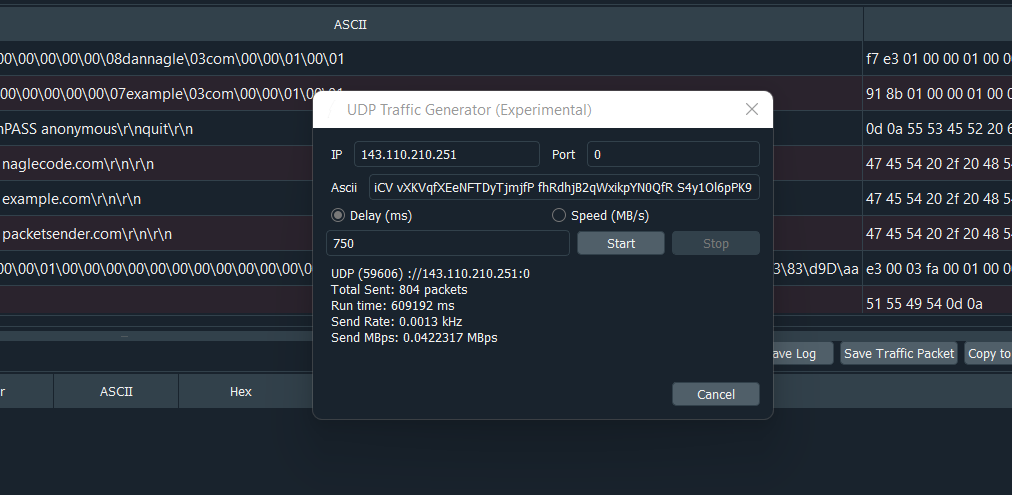 ASCII
00\00\00\00\00\08dannagle\03com\00\00\01\00\01
f7 e3 01 00 00 01 00 0
00\00\00\00\00\07example\03com\00\00\01\00\01
91 8b 01 00 00 01 00 0
nPASS anonymous\r\nquit\r\n
0d 0a 55 53 45 52 20 6
naglecode.com\r\n\r\n
47 45 54 20 2f 20 48 54
example.com\r\n\r\n
47 45 54 20 2f 20 48 54
packetsender.com\r\n\r\n
47 45 54 20 2f 20 48 54
00\00\01\00\00\00\00\00\00\00\00\00\00\00
3\83\d9D\aa
e3 00 03 fa 00 01 00 0
51 55 49 54 0d 0a
UDP Traffic Generator (Experimental)
IP 143.110.210.251 Port 0
Ascii iCV vXKVqfXEeNFTDyTjmjfP fhRdhjB2qWxikpYN0QfR S4y1Ol6pPK9
Delay (ms) Speed (MB/s)
750 Start Stop
UDP (59606) ://143.110.210.251:0
Total Sent: 804 packets
Run time: 609192 ms
Send Rate: 0.0013 kHz
Send MBps: 0.0422317 MBps
Cancel
ave Log Save Traffic Packet Copy to
r ASCII Hex